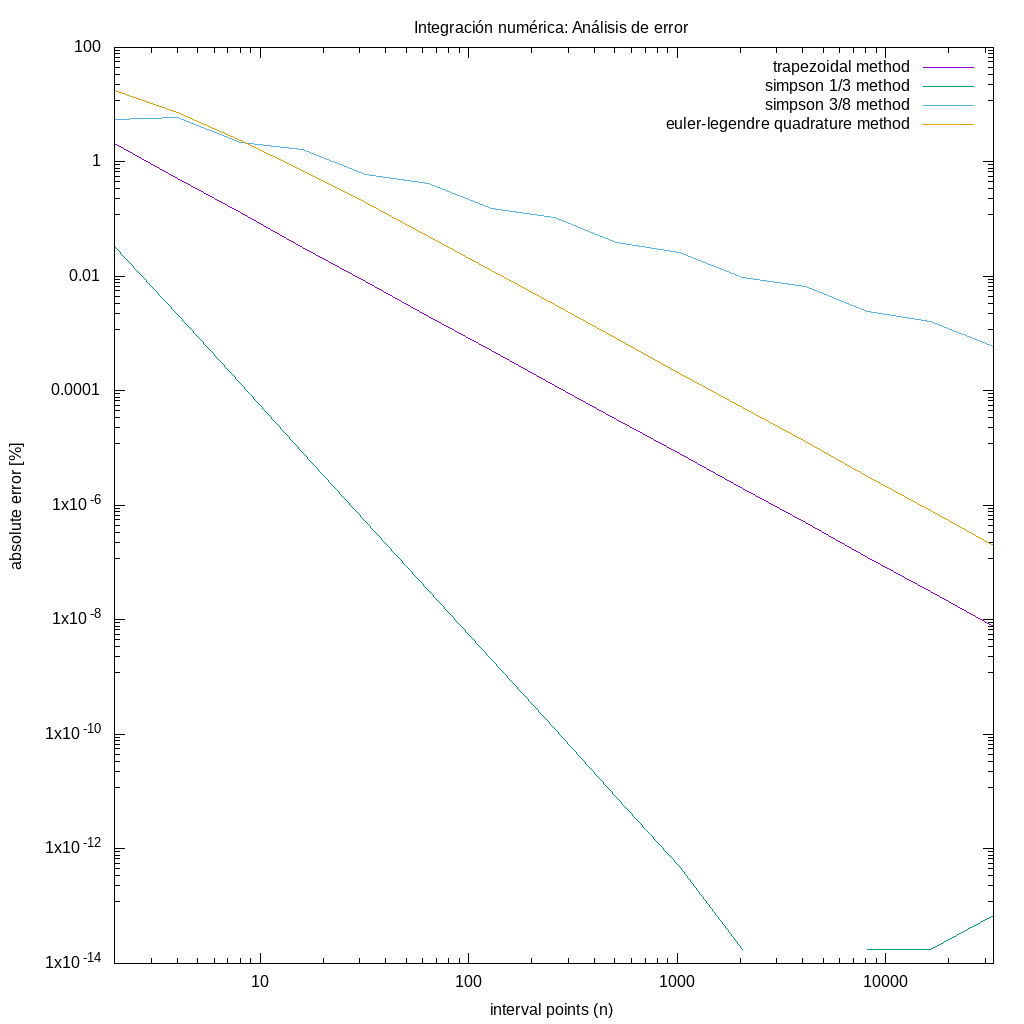 Integración numérica: Análisis de error
trapezoidal method
simpson 1/3 method
simpson 3/8 method
euler-legendre quadrature method
100
1
0.01
0.0001
1x10-6
1x10-8
1x10-10
1x10-12
1x10-14
absolute error [%]
10
100
1000
10000
interval points (n)